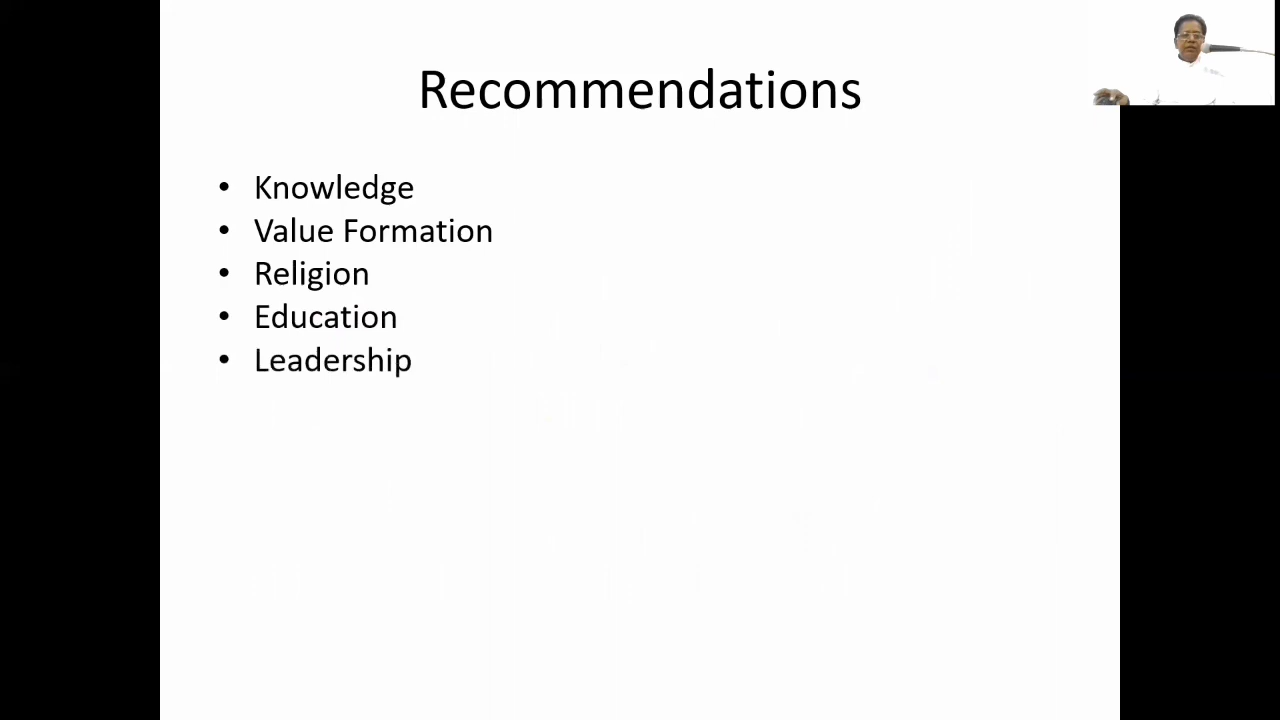 Recommendations
• Knowledge
• Value Formation
• Religion
• Education
• Leadership